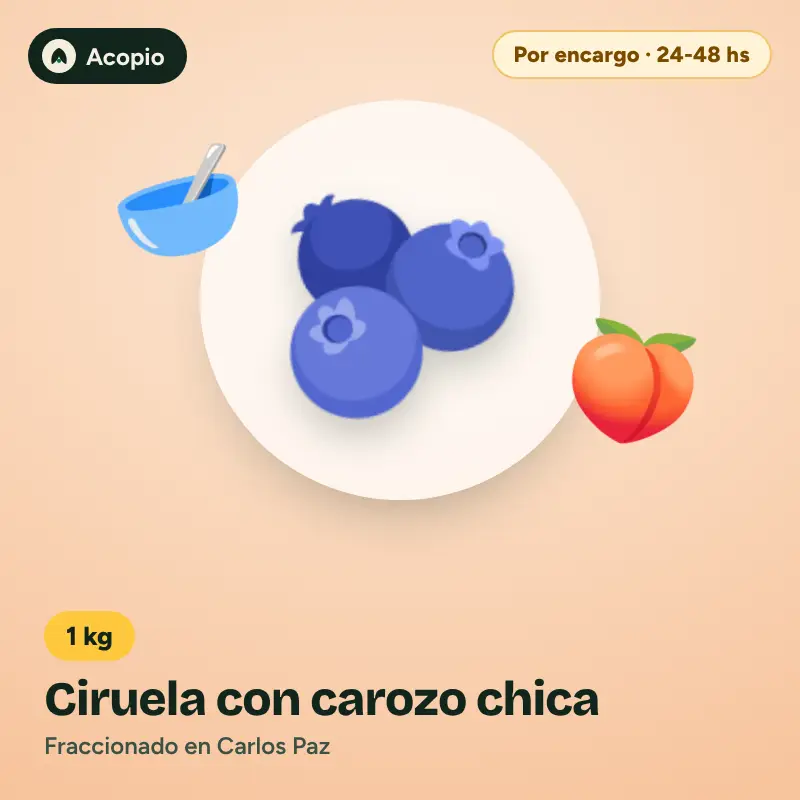 Acopio
Por encargo · 24-48 hs
1 kg
Ciruela con carozo chica
Fraccionado en Carlos Paz